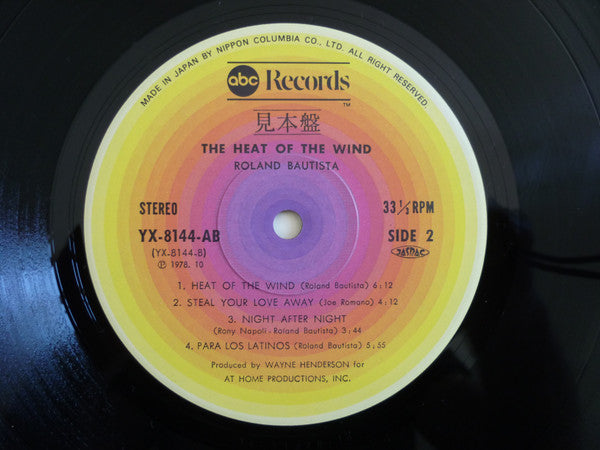 MADE IN JAPAN BY NIPPON COLUMBIA CO., LTD. ALL RIGHT RESERVED.
abc Records
TM
見本盤
THE HEAT OF THE WIND
ROLAND BAUTISTA
STEREO 33 1/3 RPM
YX-8144-AB SIDE 2
(YX-8144-B) JASRAC
Ⓟ 1978. 10
1. HEAT OF THE WIND (Roland Bautista) 6:12
2. STEAL YOUR LOVE AWAY (Joe Romano) 4:12
3. NIGHT AFTER NIGHT
(Rony Napoli - Roland Bautista) 3:44
4. PARA LOS LATINOS (Roland Bautista) 5:55
Produced by WAYNE HENDERSON for
AT HOME PRODUCTIONS, INC.